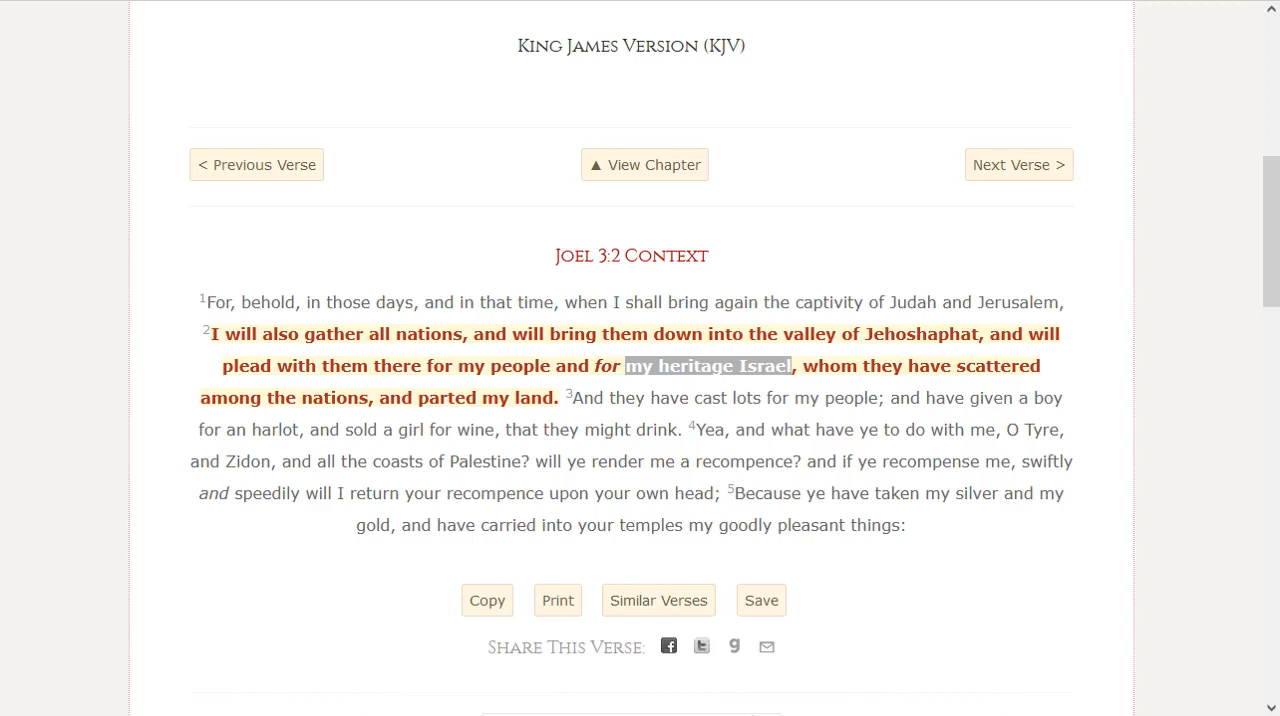 King James Version (KJV)
< Previous Verse
▲ View Chapter
Next Verse >
Joel 3:2 Context
1For, behold, in those days, and in that time, when I shall bring again the captivity of Judah and Jerusalem,
2I will also gather all nations, and will bring them down into the valley of Jehoshaphat, and will
plead with them there for my people and for my heritage Israel, whom they have scattered
among the nations, and parted my land. 3And they have cast lots for my people; and have given a boy
for an harlot, and sold a girl for wine, that they might drink. 4Yea, and what have ye to do with me, O Tyre,
and Zidon, and all the coasts of Palestine? will ye render me a recompence? and if ye recompense me, swiftly
and speedily will I return your recompence upon your own head; 5Because ye have taken my silver and my
gold, and have carried into your temples my goodly pleasant things:
Copy
Print
Similar Verses
Save
Share This Verse: